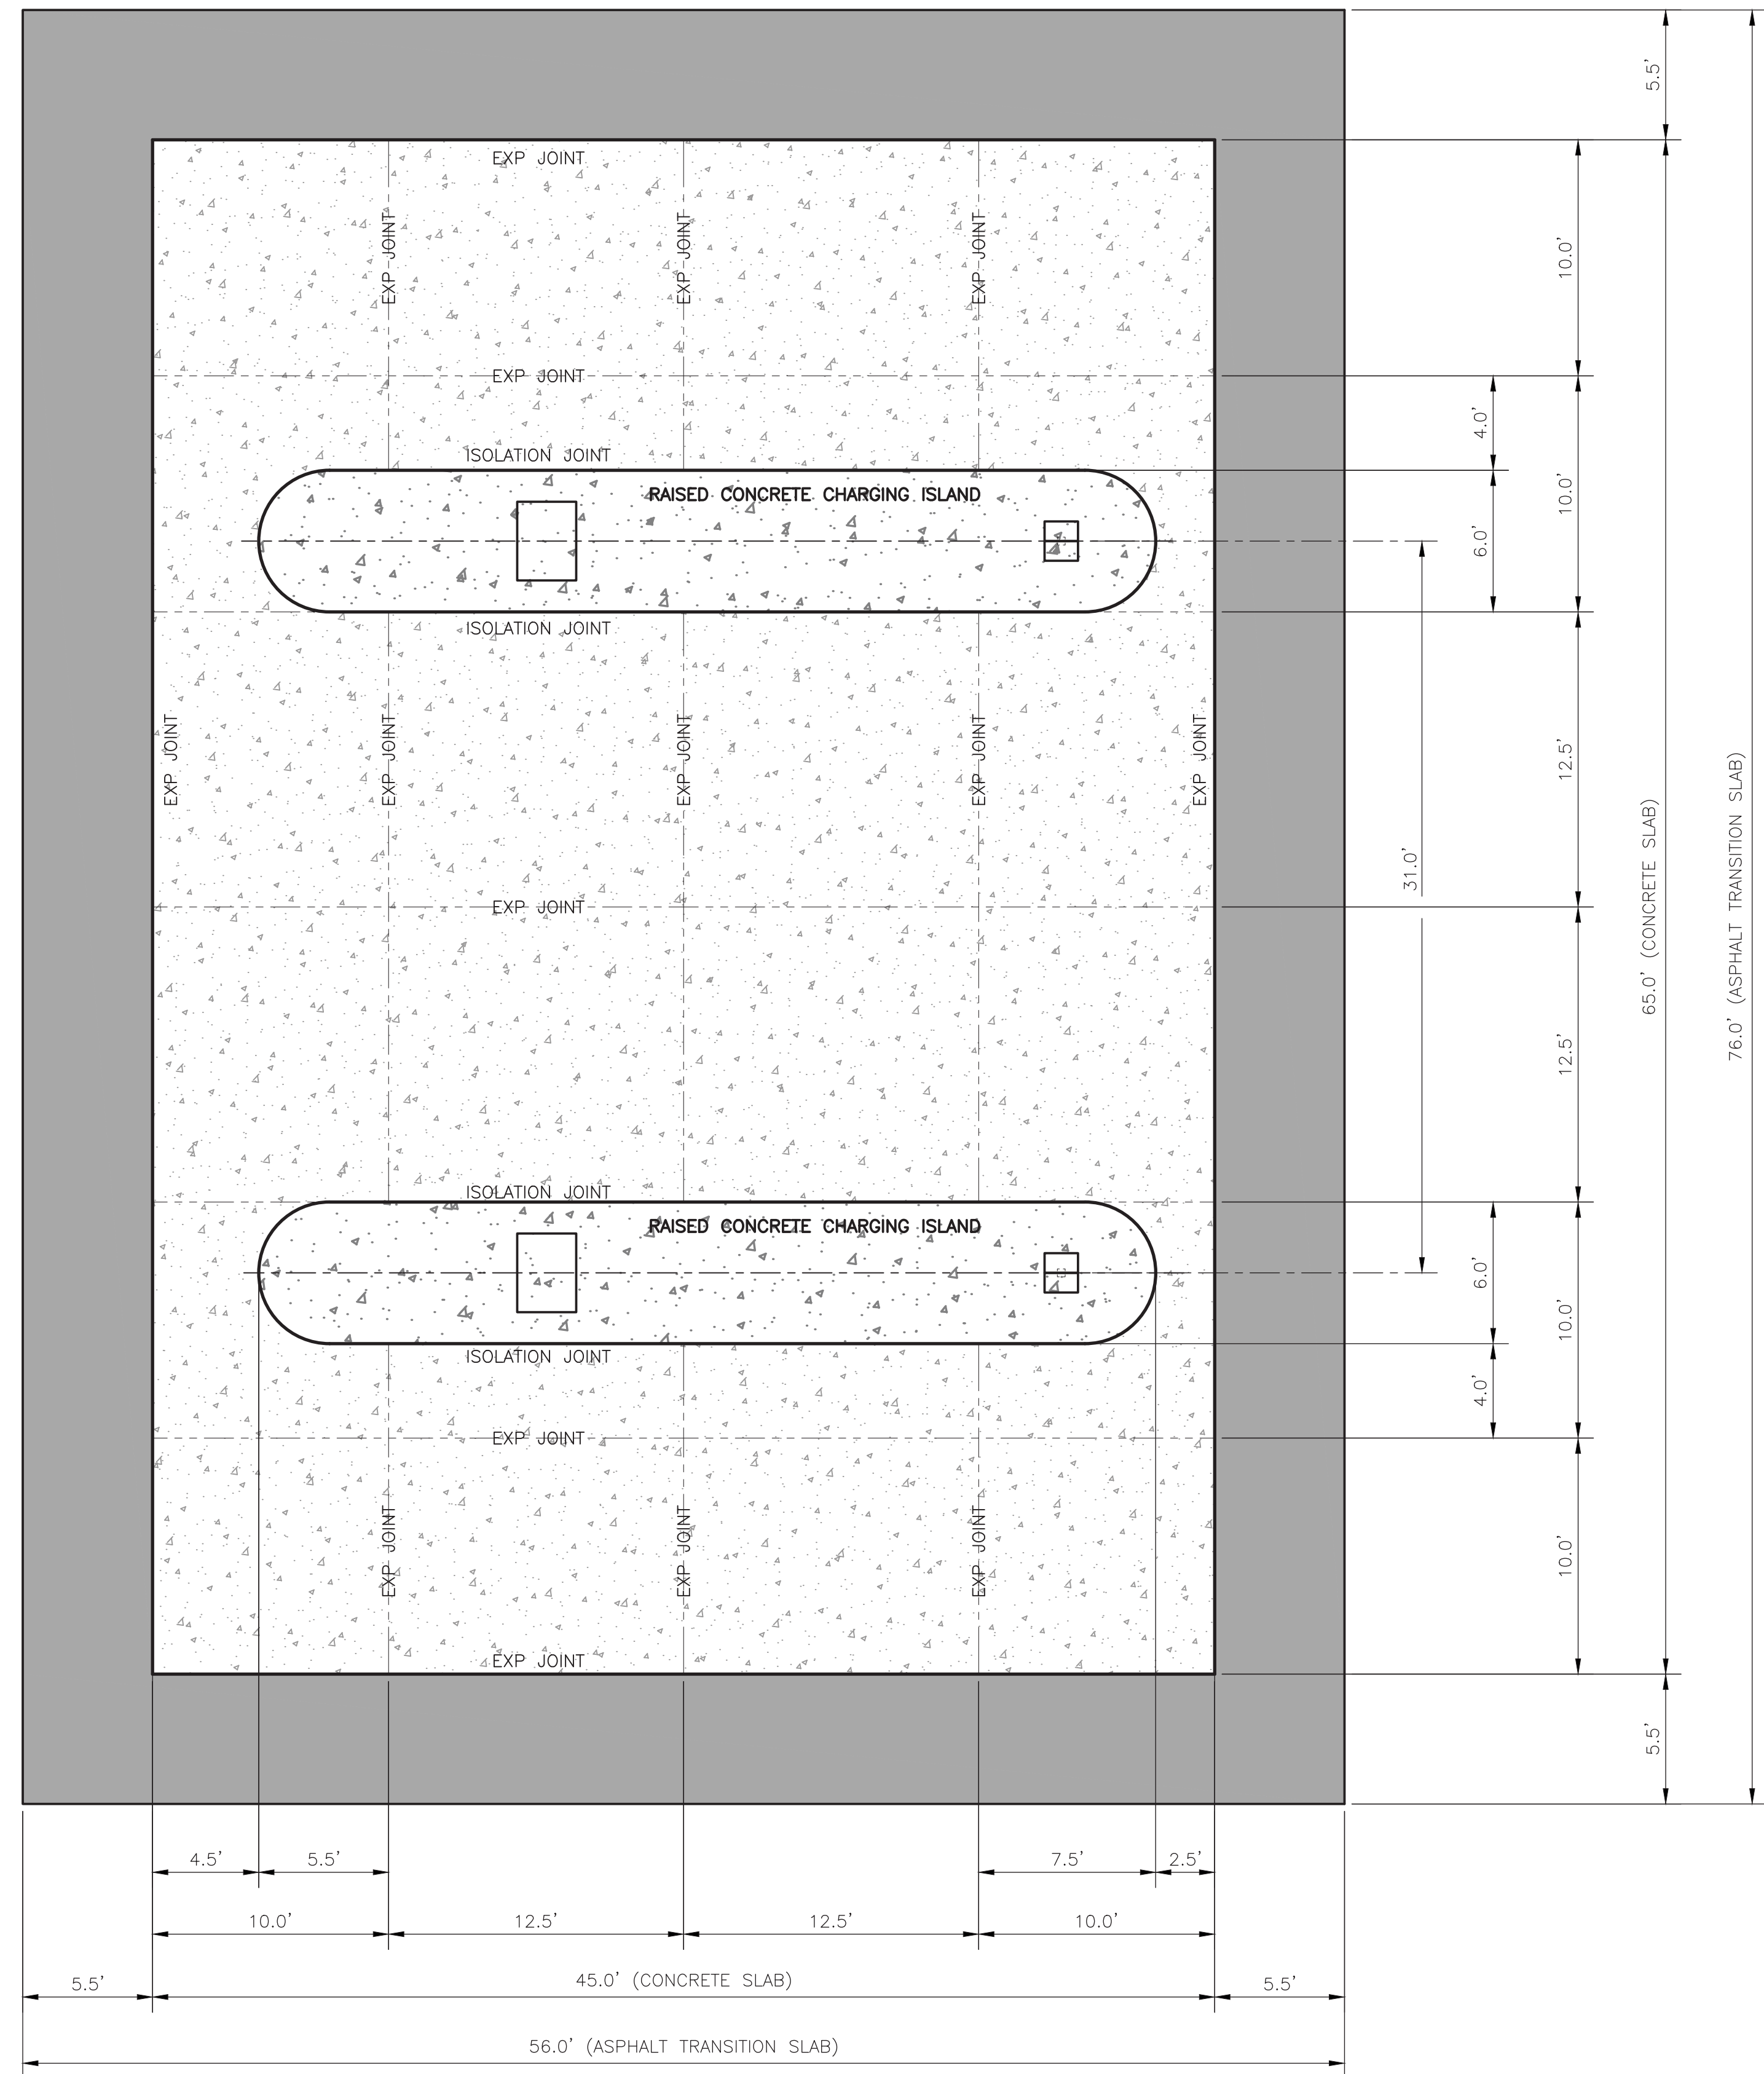 5.5'
EXP JOINT
EXP JOINT
EXP JOINT
EXP JOINT
10.0'
EXP JOINT
4.0'
ISOLATION JOINT
10.0'
RAISED CONCRETE CHARGING ISLAND
6.0'
ISOLATION JOINT
EXP JOINT
EXP JOINT
EXP JOINT
EXP JOINT
EXP JOINT
12.5'
31.0'
65.0' (CONCRETE SLAB)
76.0' (ASPHALT TRANSITION SLAB)
EXP JOINT
12.5'
ISOLATION JOINT
RAISED CONCRETE CHARGING ISLAND
6.0'
10.0'
ISOLATION JOINT
4.0'
EXP JOINT
EXP JOINT
EXP JOINT
EXP JOINT
10.0'
EXP JOINT
5.5'
4.5' 5.5' 7.5' 2.5'
10.0' 12.5' 12.5' 10.0'
5.5' 45.0' (CONCRETE SLAB) 5.5'
56.0' (ASPHALT TRANSITION SLAB)